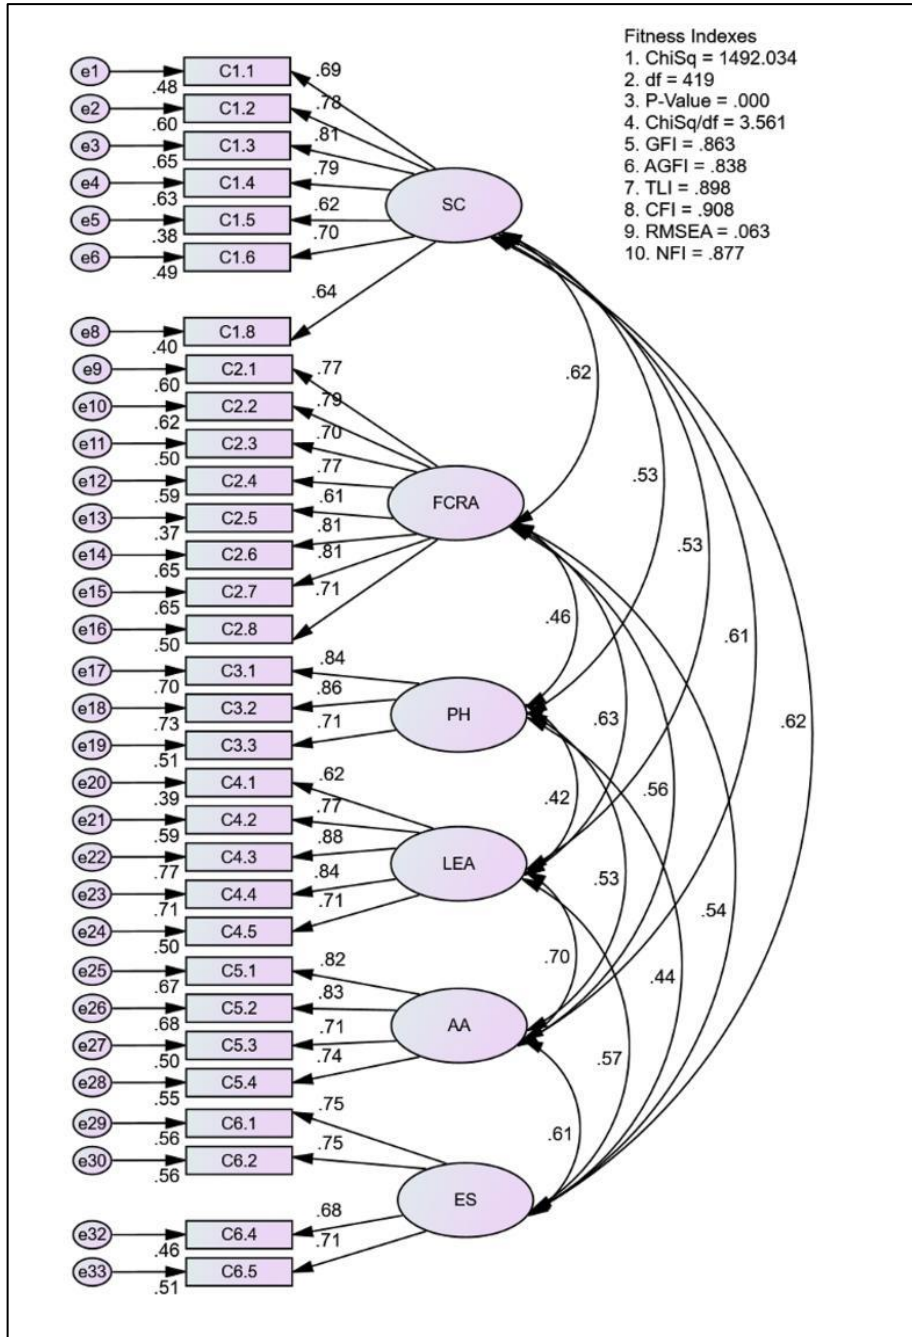 Fitness Indexes
1. ChiSq = 1492.034
2. df = 419
3. P-Value = .000
4. ChiSq/df = 3.561
5. GFI = .863
6. AGFI = .838
7. TLI = .898
8. CFI = .908
9. RMSEA = .063
10. NFI = .877
e1 C1.1 .69
.48
e2 C1.2 .78
.60
e3 C1.3 .81
.65
e4 C1.4 .79
.63
e5 C1.5 .62
.38
e6 C1.6 .70
.49
SC
.64
e8 C1.8
.40
e9 C2.1 .77
.60
e10 C2.2 .79
.62
e11 C2.3 .70
.50
e12 C2.4 .77
.59
e13 C2.5 .61
.37
e14 C2.6 .81
.65
e15 C2.7 .81
.65
e16 C2.8 .71
.50
FCRA
e17 C3.1 .84
.70
e18 C3.2 .86
.73
e19 C3.3 .71
.51
PH
e20 C4.1 .62
.39
e21 C4.2 .77
.59
e22 C4.3 .88
.77
e23 C4.4 .84
.71
e24 C4.5 .71
.50
LEA
e25 C5.1 .82
.67
e26 C5.2 .83
.68
e27 C5.3 .71
.50
e28 C5.4 .74
.55
AA
e29 C6.1 .75
.56
e30 C6.2 .75
.56
ES
e32 C6.4 .68
.46
e33 C6.5 .71
.51
.62
.53
.53
.61
.62
.46
.63
.56
.54
.42
.53
.44
.70
.57
.61